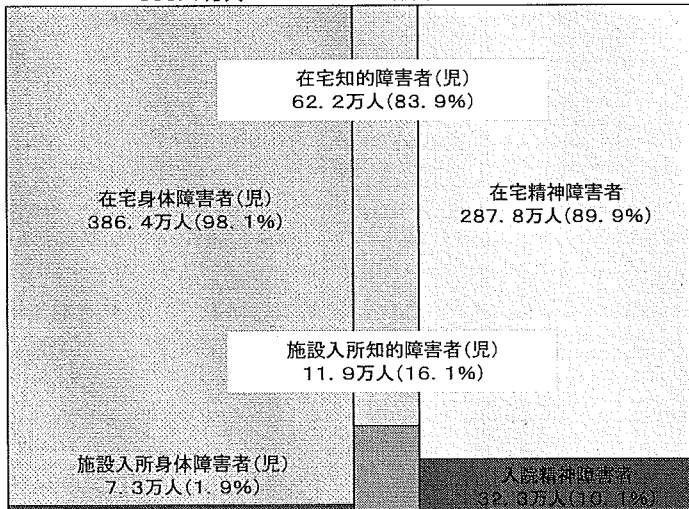 在宅知的障害者(児)
62.2万人(83.9%)
在宅身体障害者(児)
386.4万人(98.1%)
在宅精神障害者
287.8万人(89.9%)
施設入所知的障害者(児)
11.9万人(16.1%)
施設入所身体障害者(児)
7.3万人(1.9%)
入院精神障害者
32.3万人(10.1%)